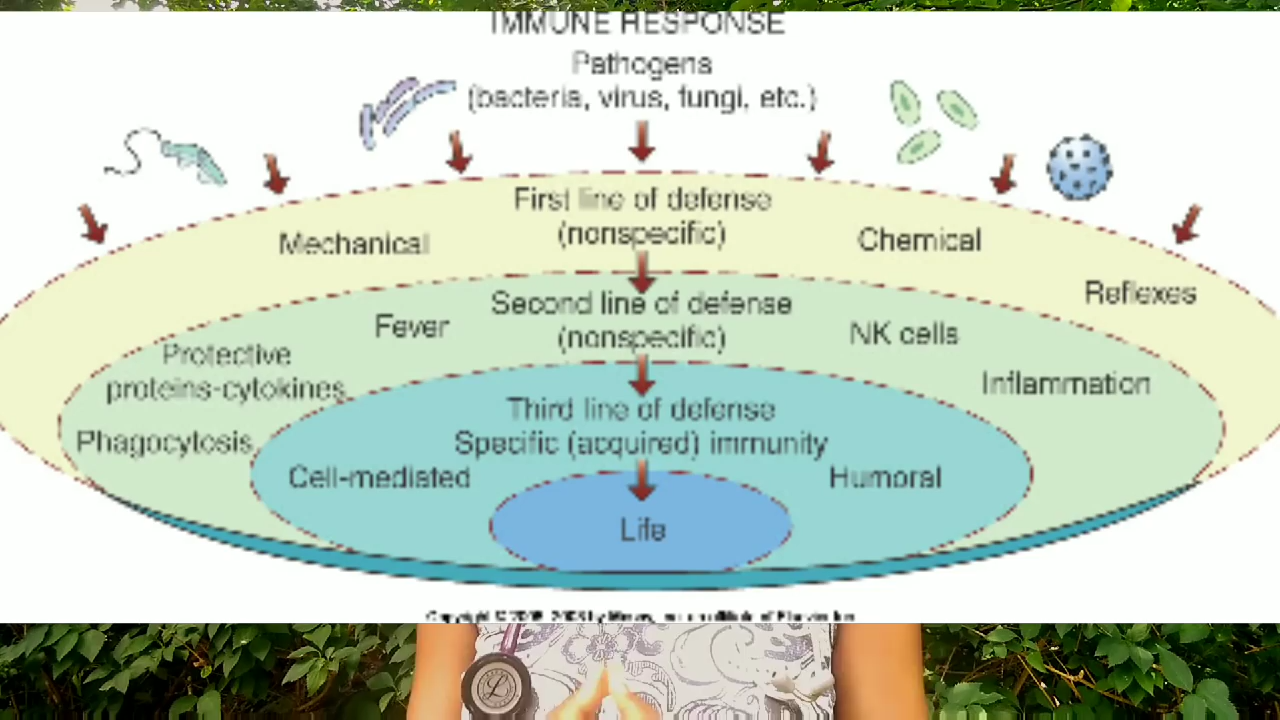 IMMUNE RESPONSE
Pathogens
(bacteria, virus, fungi, etc.)
First line of defense
(nonspecific)
Mechanical
Chemical
Reflexes
Second line of defense
(nonspecific)
Fever
NK cells
Protective
proteins-cytokines
Inflammation
Phagocytosis
Third line of defense
Specific (acquired) immunity
Cell-mediated
Humoral
Life